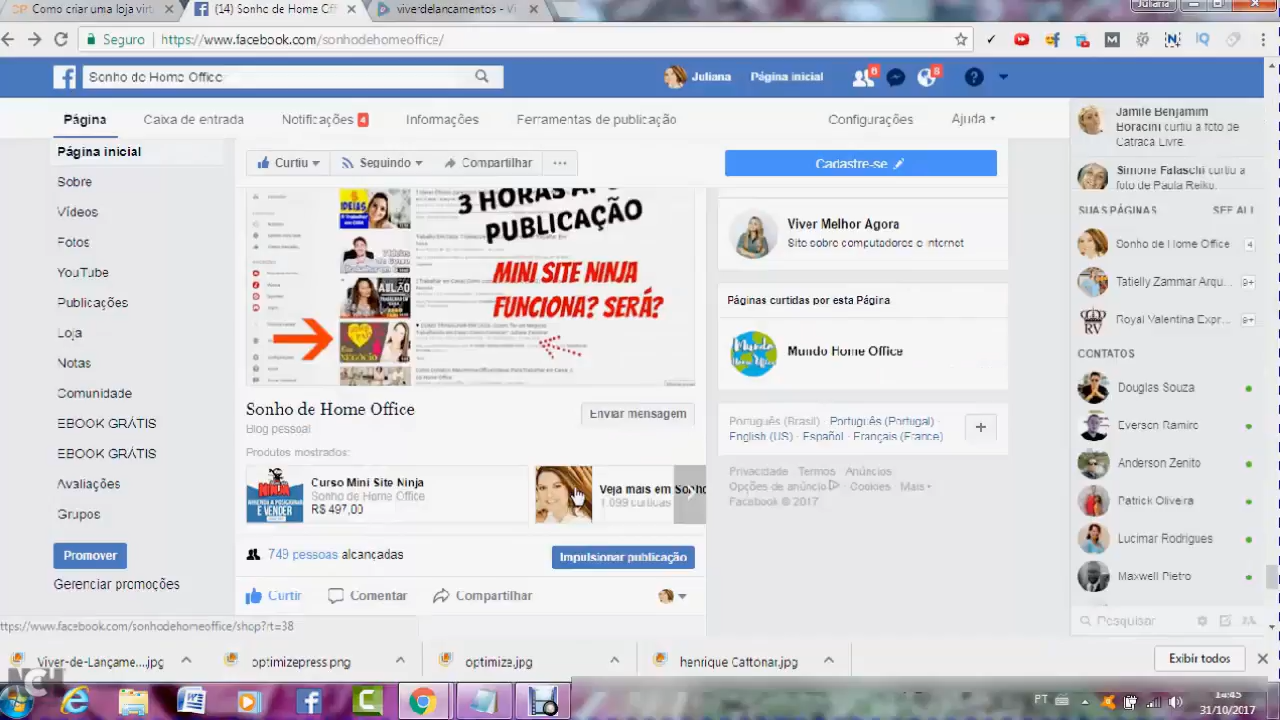 Como criar uma loja virtu
(14) Sonho de Home Off
viverdelancamentos - Vi
Juliana
Seguro
https://www.facebook.com/sonhodehomeoffice/
Sonho de Home Office
Juliana
Página inicial
6
8
Página
Caixa de entrada
Notificações 4
Informações
Ferramentas de publicação
Configurações
Ajuda
Página inicial
Sobre
Vídeos
Fotos
YouTube
Publicações
Loja
Notas
Comunidade
EBOOK GRÁTIS
EBOOK GRÁTIS
Avaliações
Grupos
Promover
Gerenciar promoções
Curtiu
Seguindo
Compartilhar
...
Cadastre-se
3 HORAS
PUBLICAÇÃO
MINI SITE NINJA
FUNCIONA? SERÁ?
Sonho de Home Office
Blog pessoal
Enviar mensagem
Produtos mostrados:
Curso Mini Site Ninja
Sonho de Home Office
R$ 497,00
Veja mais em Sonho
1.099 curtidas
749 pessoas alcançadas
Impulsionar publicação
Curtir
Comentar
Compartilhar
Viver Melhor Agora
Site sobre computadores e internet
Páginas curtidas por esta Página
Mundo Home Office
Português (Brasil) · Português (Portugal) ·
English (US) · Español · Français (France)
Privacidade Termos Anúncios
Opções de anúncio Cookies Mais
Facebook © 2017
Jamile Benjamim
Boracini curtiu a foto de
Catraca Livre.
Simone Falaschi curtiu a
foto de Paula Reiko.
SUAS PÁGINAS
SEE ALL
Sonho de Home Office 4
Tatielly Zammar Arqu... 9+
Royal Valentina Expr... 9+
CONTATOS
Douglas Souza
Everson Ramiro
Anderson Zenito
Patrick Oliveira
Lucimar Rodrigues
Maxwell Pietro
Pesquisar
ttps://www.facebook.com/sonhodehomeoffice/shop?rt=38
Viver-de-Lançame....jpg
optimizepress.png
optimize.jpg
henrique Cattonar.jpg
Exibir todos
PT
14:45
31/10/2017